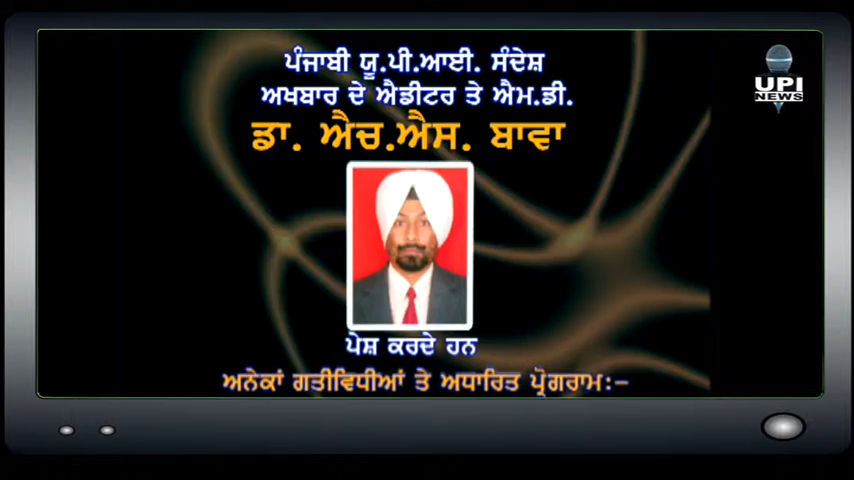 ਪੰਜਾਬੀ ਯੂ.ਪੀ.ਆਈ. ਸੰਦੇਸ਼
ਅਖਬਾਰ ਦੇ ਐਡੀਟਰ ਤੇ ਐਮ.ਡੀ.
ਡਾ. ਐਚ.ਐਸ. ਬਾਵਾ
UPI
NEWS
ਪੇਸ਼ ਕਰਦੇ ਹਨ
ਅਨੇਕਾਂ ਗਤੀਵਿਧੀਆਂ ਤੇ ਅਧਾਰਿਤ ਪ੍ਰੋਗਰਾਮ:-